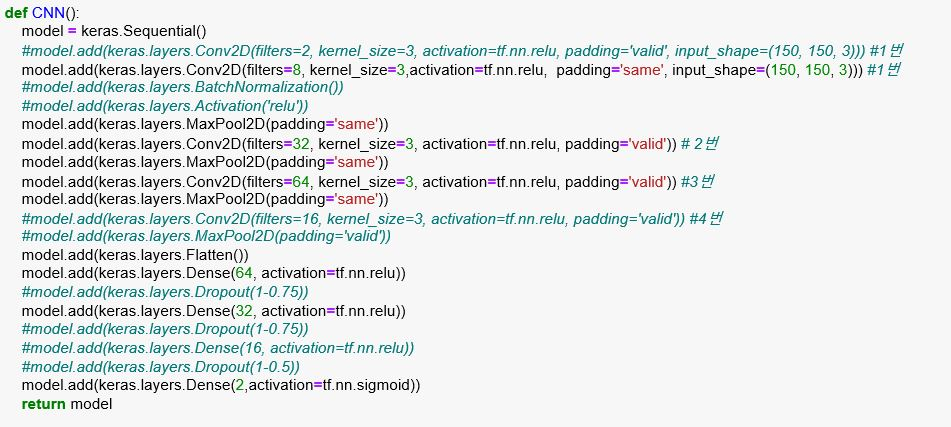 def CNN():
    model = keras.Sequential()
    #model.add(keras.layers.Conv2D(filters=2, kernel_size=3, activation=tf.nn.relu, padding='valid', input_shape=(150, 150, 3))) #1번
    model.add(keras.layers.Conv2D(filters=8, kernel_size=3,activation=tf.nn.relu,  padding='same', input_shape=(150, 150, 3))) #1번
    #model.add(keras.layers.BatchNormalization())
    #model.add(keras.layers.Activation('relu'))
    model.add(keras.layers.MaxPool2D(padding='same'))
    model.add(keras.layers.Conv2D(filters=32, kernel_size=3, activation=tf.nn.relu, padding='valid')) # 2번
    model.add(keras.layers.MaxPool2D(padding='same'))
    model.add(keras.layers.Conv2D(filters=64, kernel_size=3, activation=tf.nn.relu, padding='valid')) #3번
    model.add(keras.layers.MaxPool2D(padding='same'))
    #model.add(keras.layers.Conv2D(filters=16, kernel_size=3, activation=tf.nn.relu, padding='valid')) #4번
    #model.add(keras.layers.MaxPool2D(padding='valid'))
    model.add(keras.layers.Flatten())
    model.add(keras.layers.Dense(64, activation=tf.nn.relu))
    #model.add(keras.layers.Dropout(1-0.75))
    model.add(keras.layers.Dense(32, activation=tf.nn.relu))
    #model.add(keras.layers.Dropout(1-0.75))
    #model.add(keras.layers.Dense(16, activation=tf.nn.relu))
    #model.add(keras.layers.Dropout(1-0.5))
    model.add(keras.layers.Dense(2,activation=tf.nn.sigmoid))
    return model